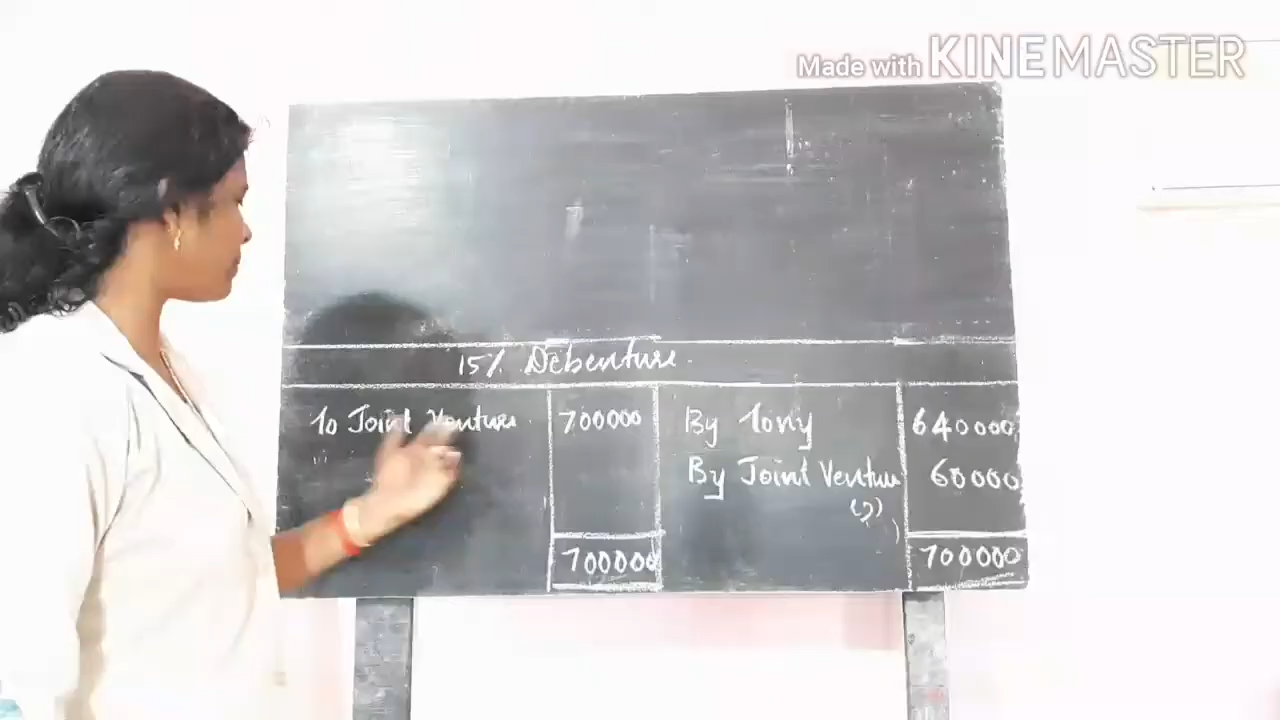 Made with KINEMASTER
15% Debenture.
To Joint Venture 700000 By Tony 640000
By Joint Venture 60000
700000 700000